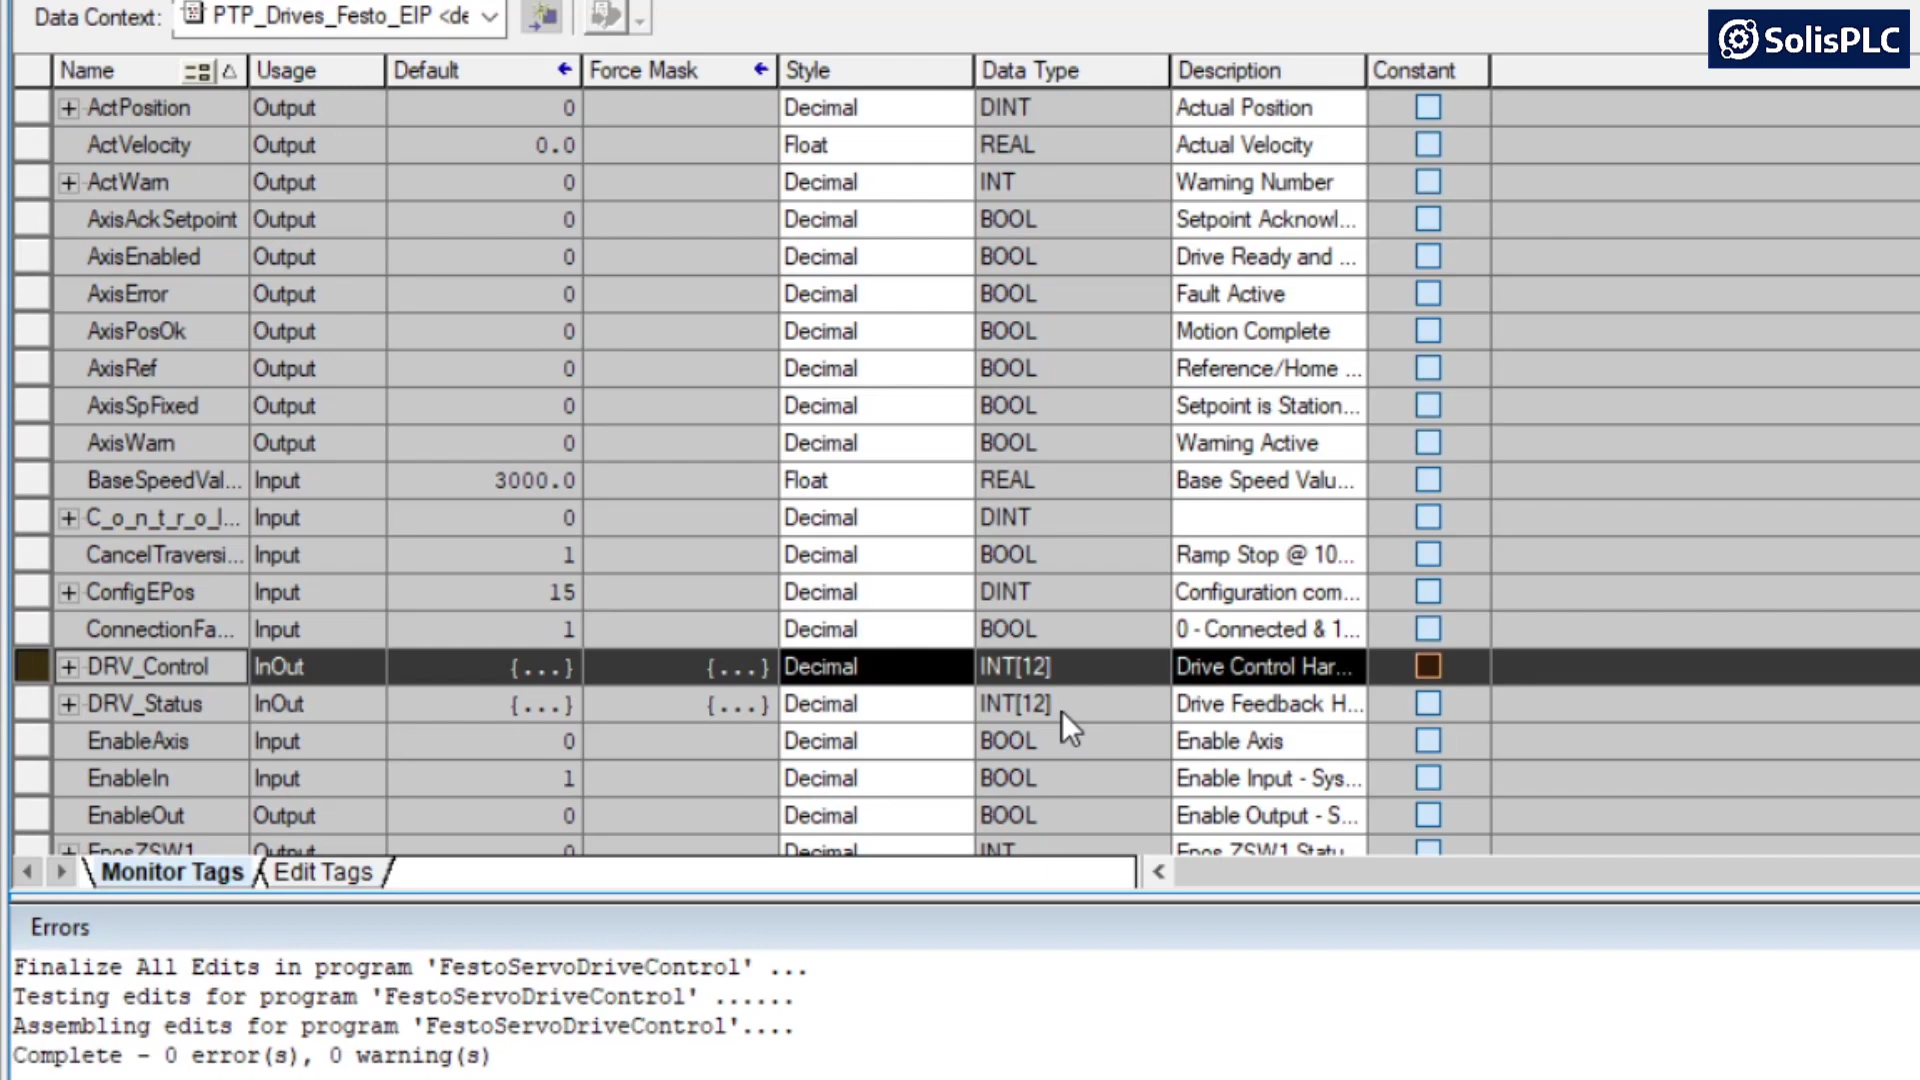 Data Context: PTP_Drives_Festo_EIP <de
SolisPLC
Name Usage Default Force Mask Style Data Type Description Constant
ActPosition Output 0 Decimal DINT Actual Position
ActVelocity Output 0.0 Float REAL Actual Velocity
ActWarn Output 0 Decimal INT Warning Number
AxisAckSetpoint Output 0 Decimal BOOL Setpoint Acknowl...
AxisEnabled Output 0 Decimal BOOL Drive Ready and ...
AxisError Output 0 Decimal BOOL Fault Active
AxisPosOk Output 0 Decimal BOOL Motion Complete
AxisRef Output 0 Decimal BOOL Reference/Home ...
AxisSpFixed Output 0 Decimal BOOL Setpoint is Station...
AxisWarn Output 0 Decimal BOOL Warning Active
BaseSpeedVal... Input 3000.0 Float REAL Base Speed Valu...
C_o_n_t_r_o_l... Input 0 Decimal DINT
CancelTraversi... Input 1 Decimal BOOL Ramp Stop @ 10...
ConfigEPos Input 15 Decimal DINT Configuration com...
ConnectionFa... Input 1 Decimal BOOL 0 - Connected & 1...
DRV_Control InOut {...} {...} Decimal INT[12] Drive Control Har...
DRV_Status InOut {...} {...} Decimal INT[12] Drive Feedback H...
EnableAxis Input 0 Decimal BOOL Enable Axis
EnableIn Input 1 Decimal BOOL Enable Input - Sys...
EnableOut Output 0 Decimal BOOL Enable Output - S...
EposZSW1 Output 0 Decimal INT Epos ZSW1 Statu...
Monitor Tags Edit Tags
Errors
Finalize All Edits in program 'FestoServoDriveControl' ...
Testing edits for program 'FestoServoDriveControl' ......
Assembling edits for program 'FestoServoDriveControl'....
Complete - 0 error(s), 0 warning(s)